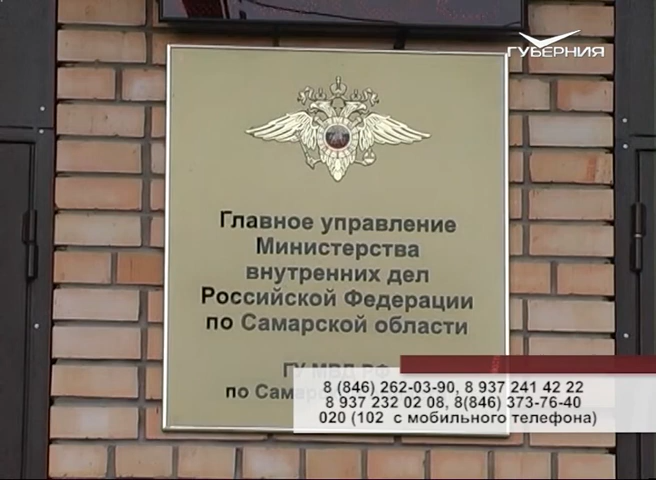 ГУБЕРНИЯ
Главное управление
Министерства
внутренних дел
Российской Федерации
по Самарской области
ГУ МВД РФ
по Сама
8 (846) 262-03-90, 8 937 241 42 22
8 937 232 02 08, 8(846) 373-76-40
020 (102 с мобильного телефона)